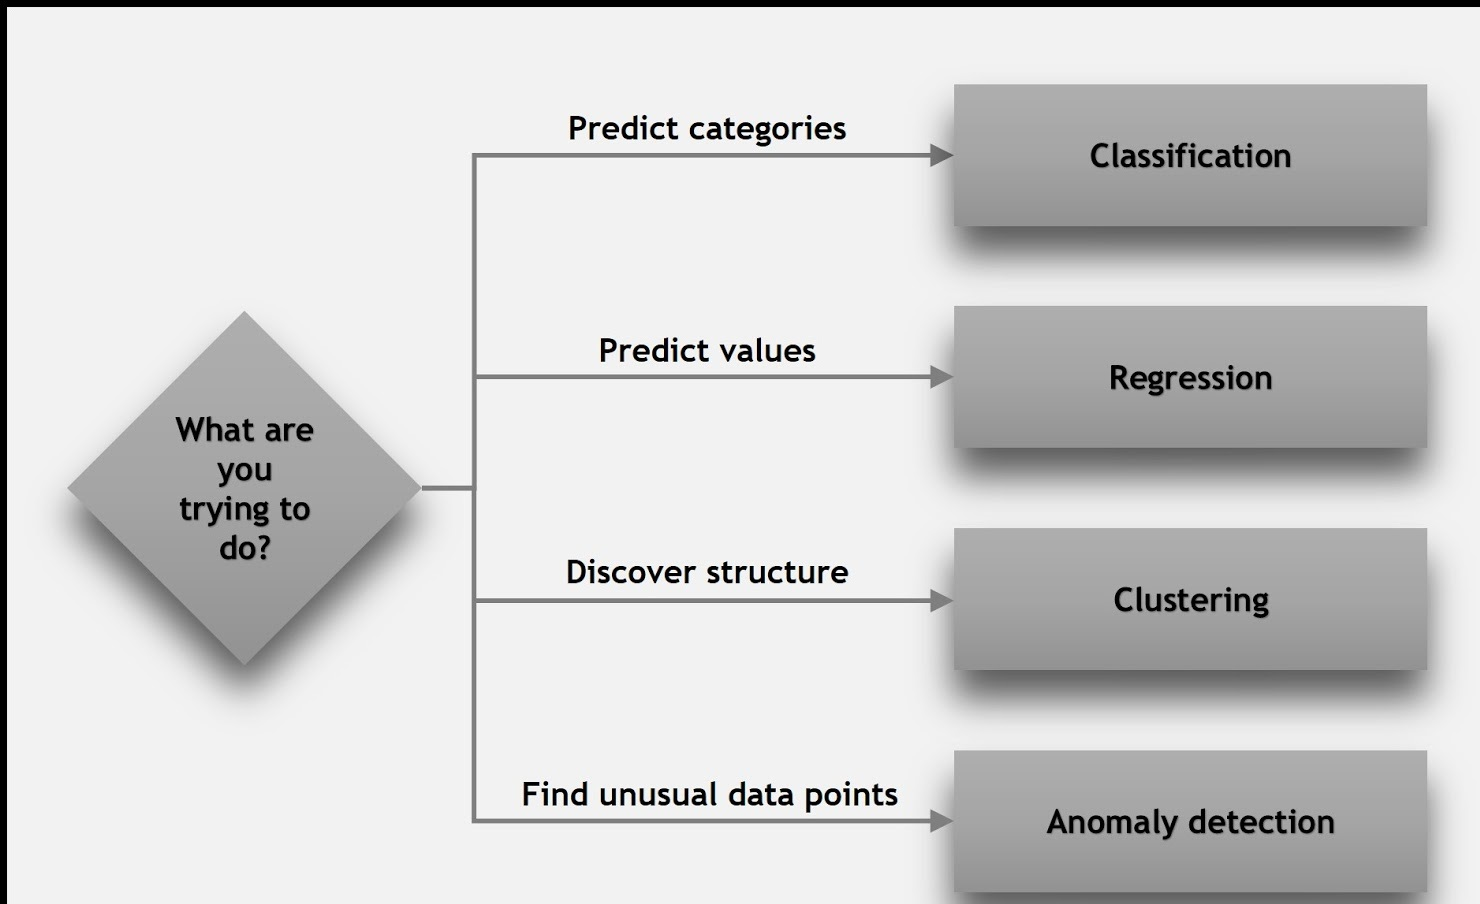 What are
you
trying to
do?
Predict categories
Classification
Predict values
Regression
Discover structure
Clustering
Find unusual data points
Anomaly detection